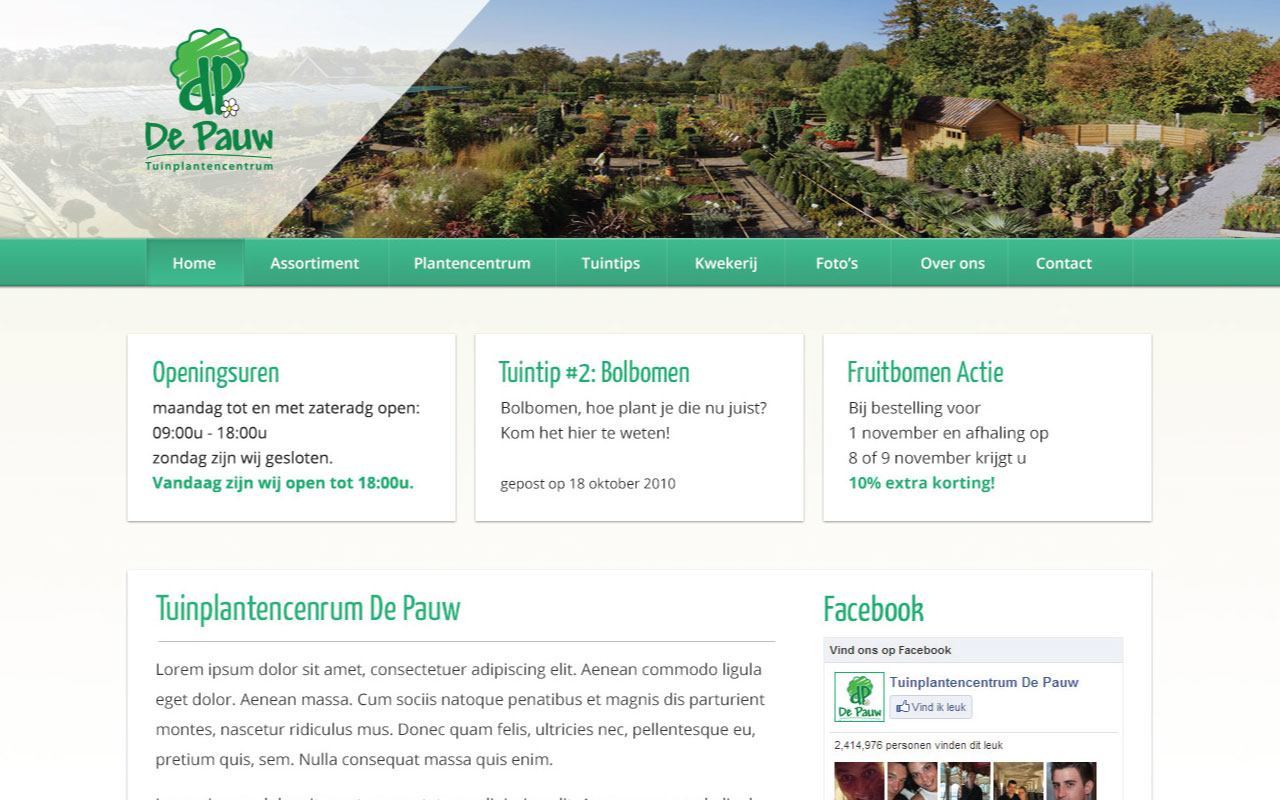 dP
De Pauw
Tuinplantencentrum
Home Assortiment Plantencentrum Tuintips Kwekerij Foto's Over ons Contact
Openingsuren
maandag tot en met zateradg open:
09:00u - 18:00u
zondag zijn wij gesloten.
Vandaag zijn wij open tot 18:00u.
Tuintip #2: Bolbomen
Bolbomen, hoe plant je die nu juist?
Kom het hier te weten!
gepost op 18 oktober 2010
Fruitbomen Actie
Bij bestelling voor
1 november en afhaling op
8 of 9 november krijgt u
10% extra korting!
Tuinplantencenrum De Pauw
Lorem ipsum dolor sit amet, consectetuer adipiscing elit. Aenean commodo ligula
eget dolor. Aenean massa. Cum sociis natoque penatibus et magnis dis parturient
montes, nascetur ridiculus mus. Donec quam felis, ultricies nec, pellentesque eu,
pretium quis, sem. Nulla consequat massa quis enim.
Facebook
Vind ons op Facebook
dP
De Pauw
Tuinplantencentrum De Pauw
Vind ik leuk
2,414,976 personen vinden dit leuk